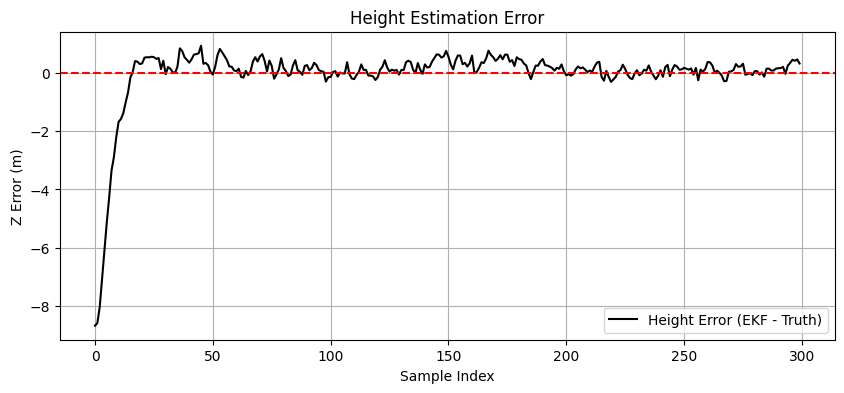 Height Estimation Error
Z Error (m)
0
−2
−4
−6
−8
Height Error (EKF - Truth)
0 50 100 150 200 250 300
Sample Index